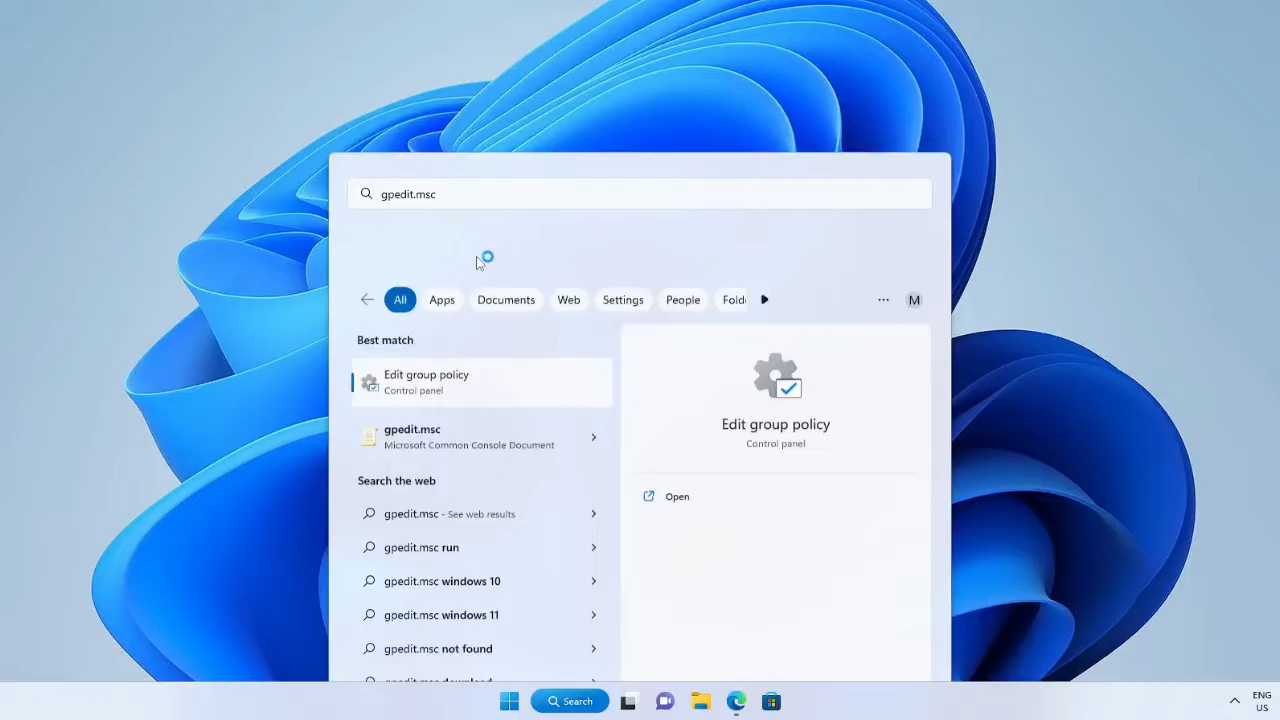 gpedit.msc
All Apps Documents Web Settings People Fold ... M
Best match
Edit group policy
Control panel
gpedit.msc
Microsoft Common Console Document
Search the web
gpedit.msc - See web results
gpedit.msc run
gpedit.msc windows 10
gpedit.msc windows 11
gpedit.msc not found
Edit group policy
Control panel
Open
Search
ENG
US